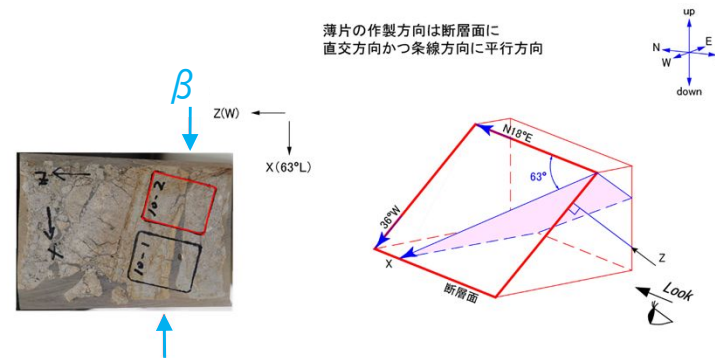 薄片の作製方向は断層面に
直交方向かつ条線方向に平行方向
up
N
E
W
down
β
Z(W)
X(63°L)
Z
X
10-2
10-1
N18°E
63°
36°W
X
断層面
Z
Look